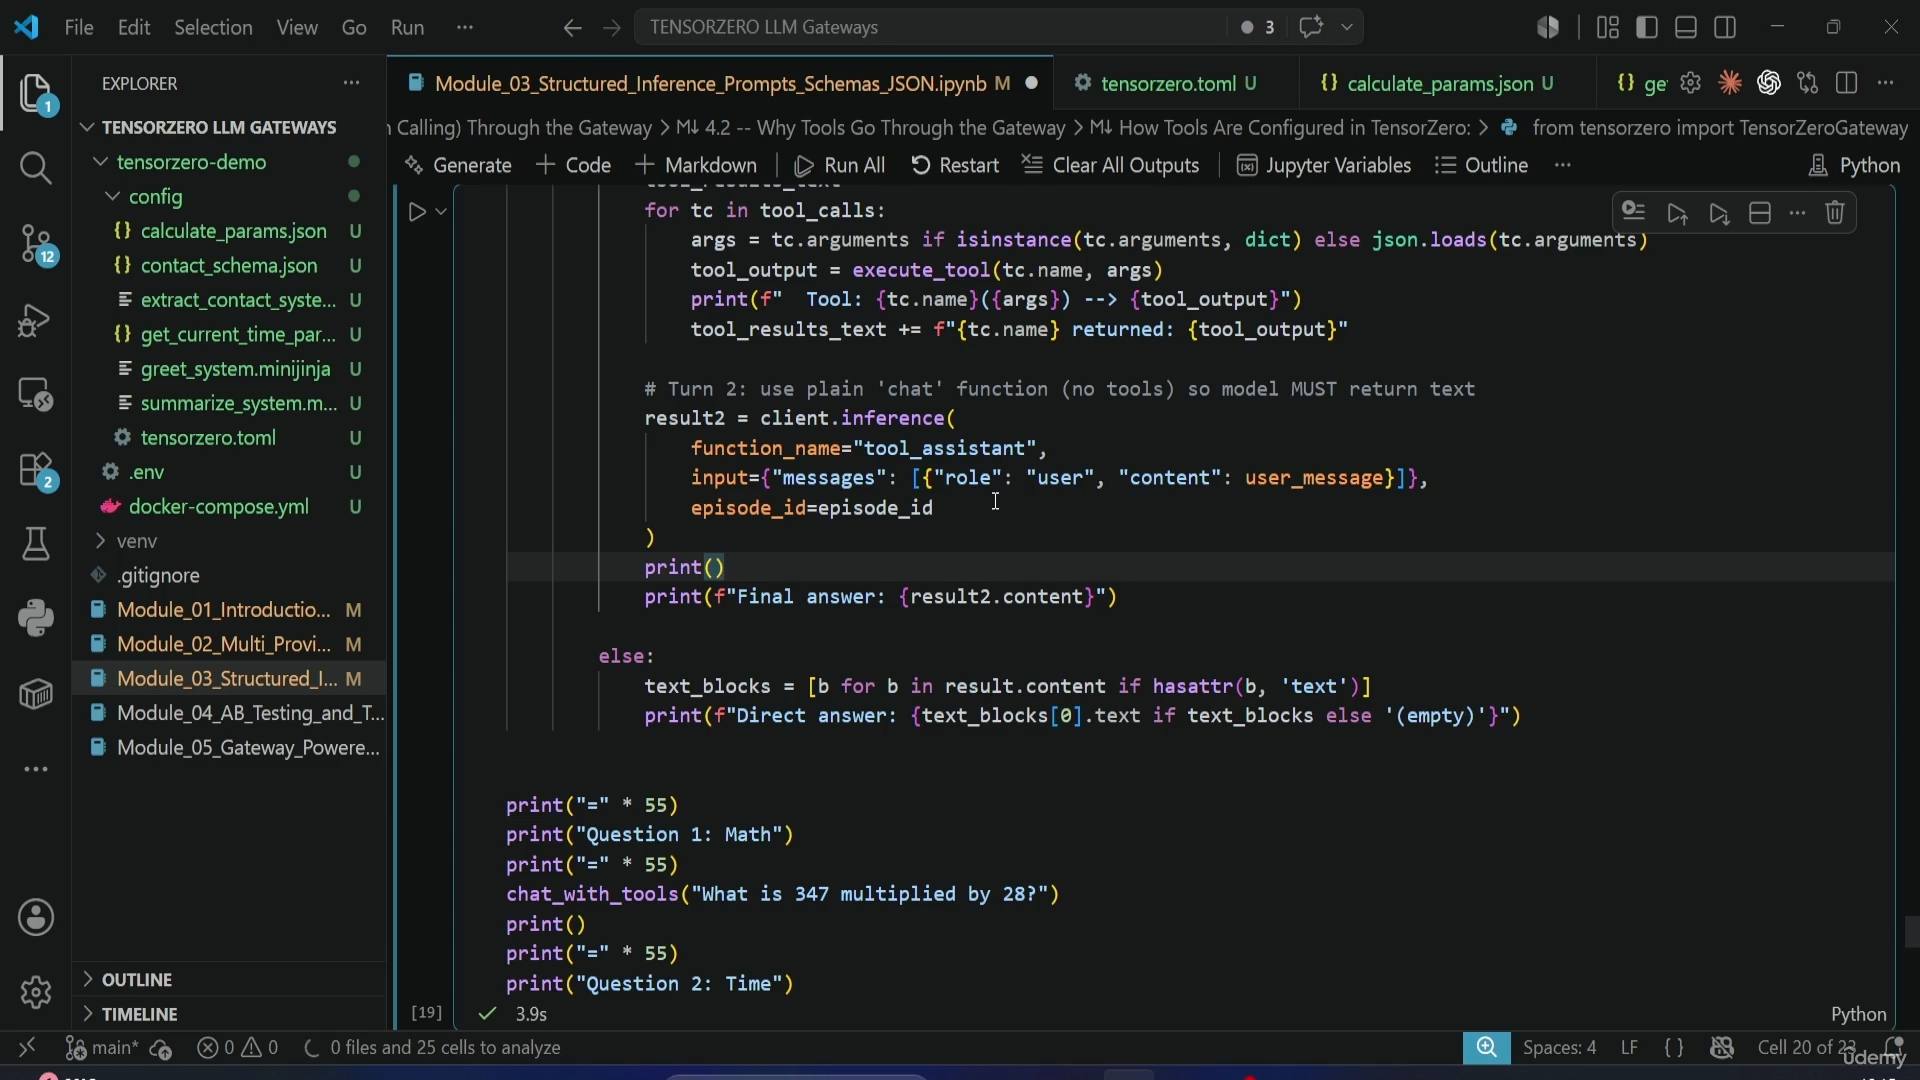 File Edit Selection View Go Run ··· TENSORZERO LLM Gateways 3
EXPLORER
TENSORZERO LLM GATEWAYS
tensorzero-demo
config
calculate_params.json U
contact_schema.json U
extract_contact_syste... U
get_current_time_par... U
greet_system.minijinja U
summarize_system.m... U
tensorzero.toml U
.env U
docker-compose.yml U
venv
.gitignore
Module_01_Introductio... M
Module_02_Multi_Provi... M
Module_03_Structured_I... M
Module_04_AB_Testing_and_T...
Module_05_Gateway_Powere...
OUTLINE
TIMELINE
1
12
2
Module_03_Structured_Inference_Prompts_Schemas_JSON.ipynb M tensorzero.toml U calculate_params.json U ge
Calling) Through the Gateway > M↓ 4.2 -- Why Tools Go Through the Gateway > M↓ How Tools Are Configured in TensorZero: > from tensorzero import TensorZeroGateway
Generate + Code + Markdown Run All Restart Clear All Outputs Jupyter Variables Outline ··· Python
for tc in tool_calls:
args = tc.arguments if isinstance(tc.arguments, dict) else json.loads(tc.arguments)
tool_output = execute_tool(tc.name, args)
print(f"  Tool: {tc.name}({args}) --> {tool_output}")
tool_results_text += f"{tc.name} returned: {tool_output}"
# Turn 2: use plain 'chat' function (no tools) so model MUST return text
result2 = client.inference(
function_name="tool_assistant",
input={"messages": [{"role": "user", "content": user_message}]},
episode_id=episode_id
)
print()
print(f"Final answer: {result2.content}")
else:
text_blocks = [b for b in result.content if hasattr(b, 'text')]
print(f"Direct answer: {text_blocks[0].text if text_blocks else '(empty)'}")
print("=" * 55)
print("Question 1: Math")
print("=" * 55)
chat_with_tools("What is 347 multiplied by 28?")
print()
print("=" * 55)
print("Question 2: Time")
[19] 3.9s Python
main* 0 0 0 files and 25 cells to analyze Spaces: 4 LF { } Cell 20 of
udemy